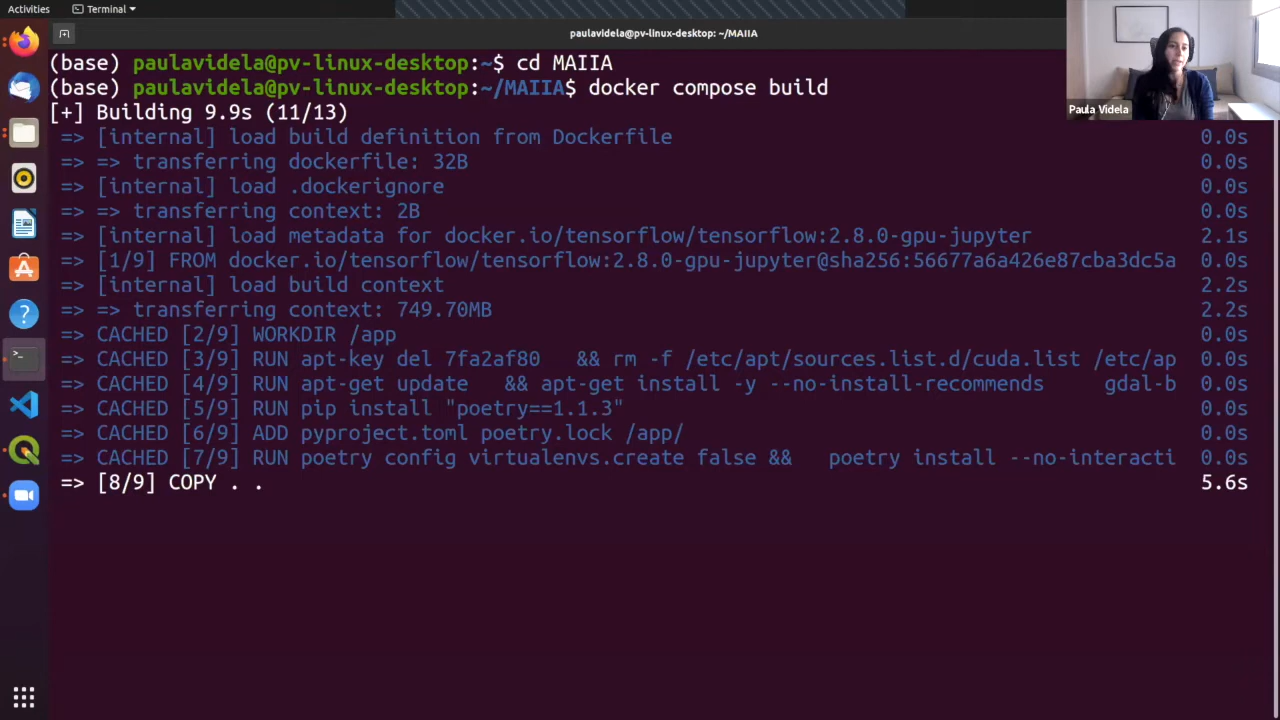 Activities
Terminal
paulavidela@pv-linux-desktop: ~/MAIIA
(base) paulavidela@pv-linux-desktop:~$ cd MAIIA
(base) paulavidela@pv-linux-desktop:~/MAIIA$ docker compose build
[+] Building 9.9s (11/13)
=> [internal] load build definition from Dockerfile 0.0s
=> => transferring dockerfile: 32B 0.0s
=> [internal] load .dockerignore 0.0s
=> => transferring context: 2B 0.0s
=> [internal] load metadata for docker.io/tensorflow/tensorflow:2.8.0-gpu-jupyter 2.1s
=> [1/9] FROM docker.io/tensorflow/tensorflow:2.8.0-gpu-jupyter@sha256:56677a6a426e87cba3dc5a 0.0s
=> [internal] load build context 2.2s
=> => transferring context: 749.70MB 2.2s
=> CACHED [2/9] WORKDIR /app 0.0s
=> CACHED [3/9] RUN apt-key del 7fa2af80   && rm -f /etc/apt/sources.list.d/cuda.list /etc/ap 0.0s
=> CACHED [4/9] RUN apt-get update   && apt-get install -y --no-install-recommends     gdal-b 0.0s
=> CACHED [5/9] RUN pip install "poetry==1.1.3" 0.0s
=> CACHED [6/9] ADD pyproject.toml poetry.lock /app/ 0.0s
=> CACHED [7/9] RUN poetry config virtualenvs.create false &&   poetry install --no-interacti 0.0s
=> [8/9] COPY . . 5.6s
Paula Videla